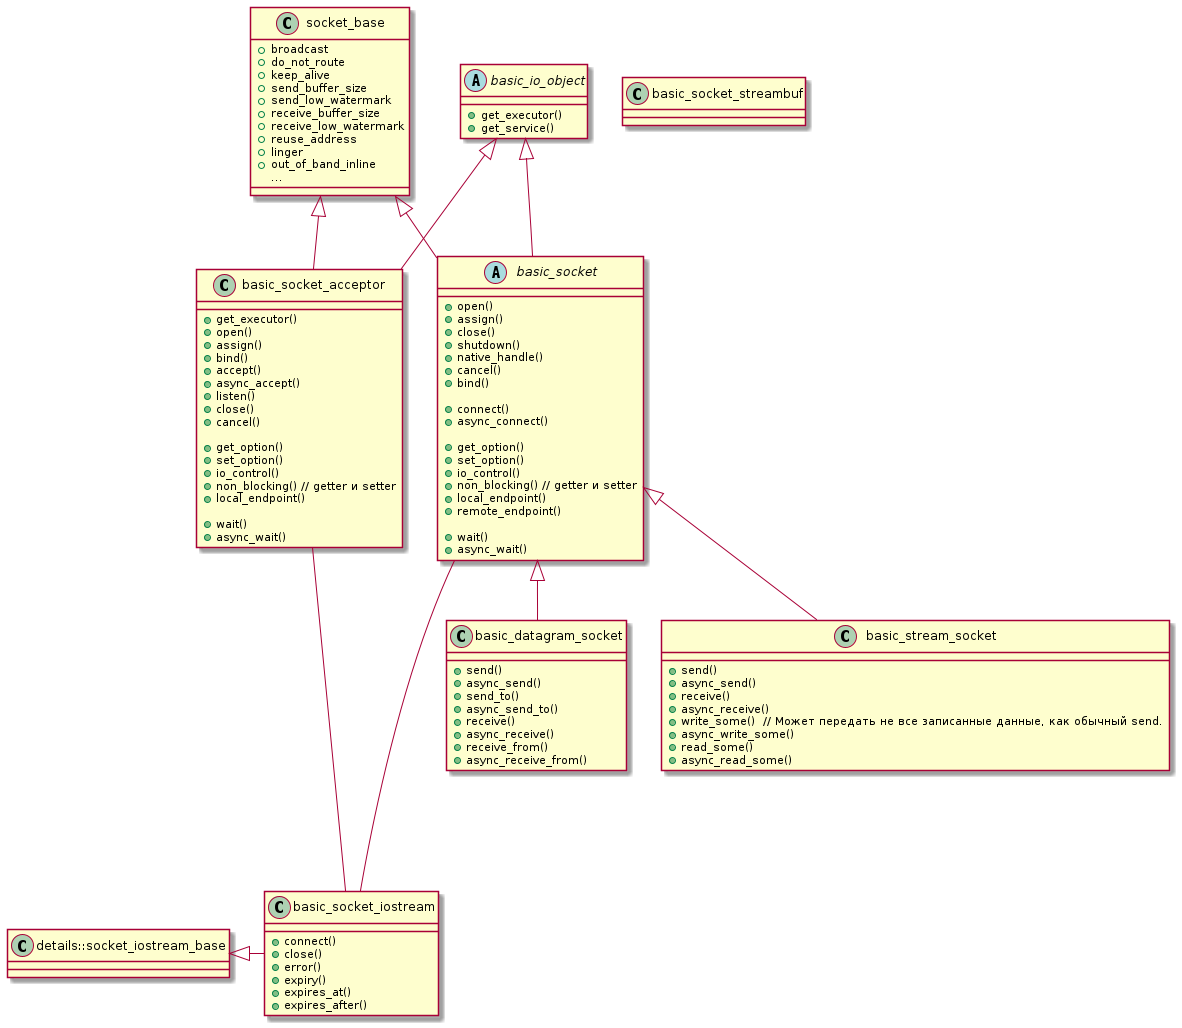 C socket_base
broadcast
do_not_route
keep_alive
send_buffer_size
send_low_watermark
receive_buffer_size
receive_low_watermark
reuse_address
linger
out_of_band_inline
...
A basic_io_object
get_executor()
get_service()
C basic_socket_streambuf
C basic_socket_acceptor
get_executor()
open()
assign()
bind()
accept()
async_accept()
listen()
close()
cancel()
get_option()
set_option()
io_control()
non_blocking() // getter и setter
local_endpoint()
wait()
async_wait()
A basic_socket
open()
assign()
close()
shutdown()
native_handle()
cancel()
bind()
connect()
async_connect()
get_option()
set_option()
io_control()
non_blocking() // getter и setter
local_endpoint()
remote_endpoint()
wait()
async_wait()
C basic_datagram_socket
send()
async_send()
send_to()
async_send_to()
receive()
async_receive()
receive_from()
async_receive_from()
C basic_stream_socket
send()
async_send()
receive()
async_receive()
write_some()  // Может передать не все записанные данные, как обычный send.
async_write_some()
read_some()
async_read_some()
C details::socket_iostream_base
C basic_socket_iostream
connect()
close()
error()
expiry()
expires_at()
expires_after()